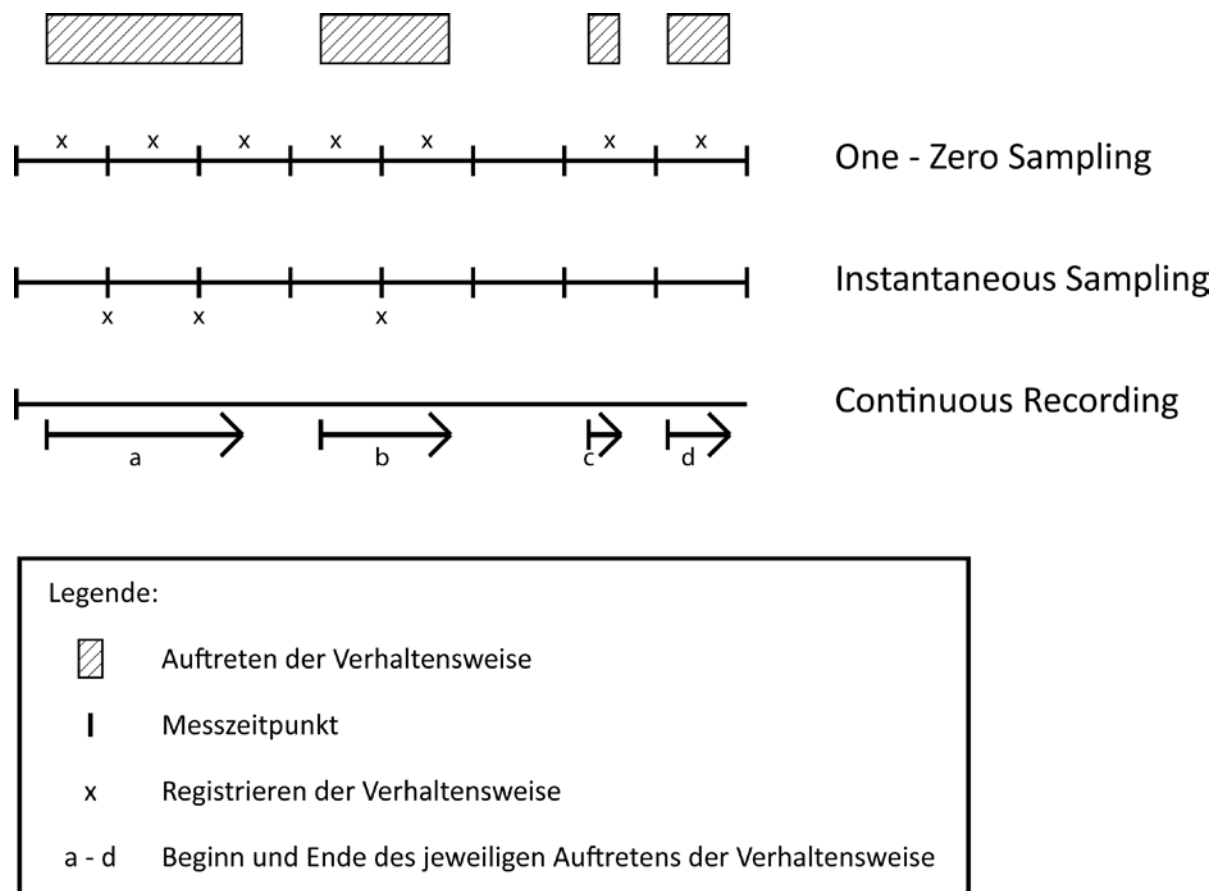 x x x x x x x
One - Zero Sampling
Instantaneous Sampling
x x x
Continuous Recording
a b c d
Legende:
Auftreten der Verhaltensweise
Messzeitpunkt
x Registrieren der Verhaltensweise
a - d Beginn und Ende des jeweiligen Auftretens der Verhaltensweise